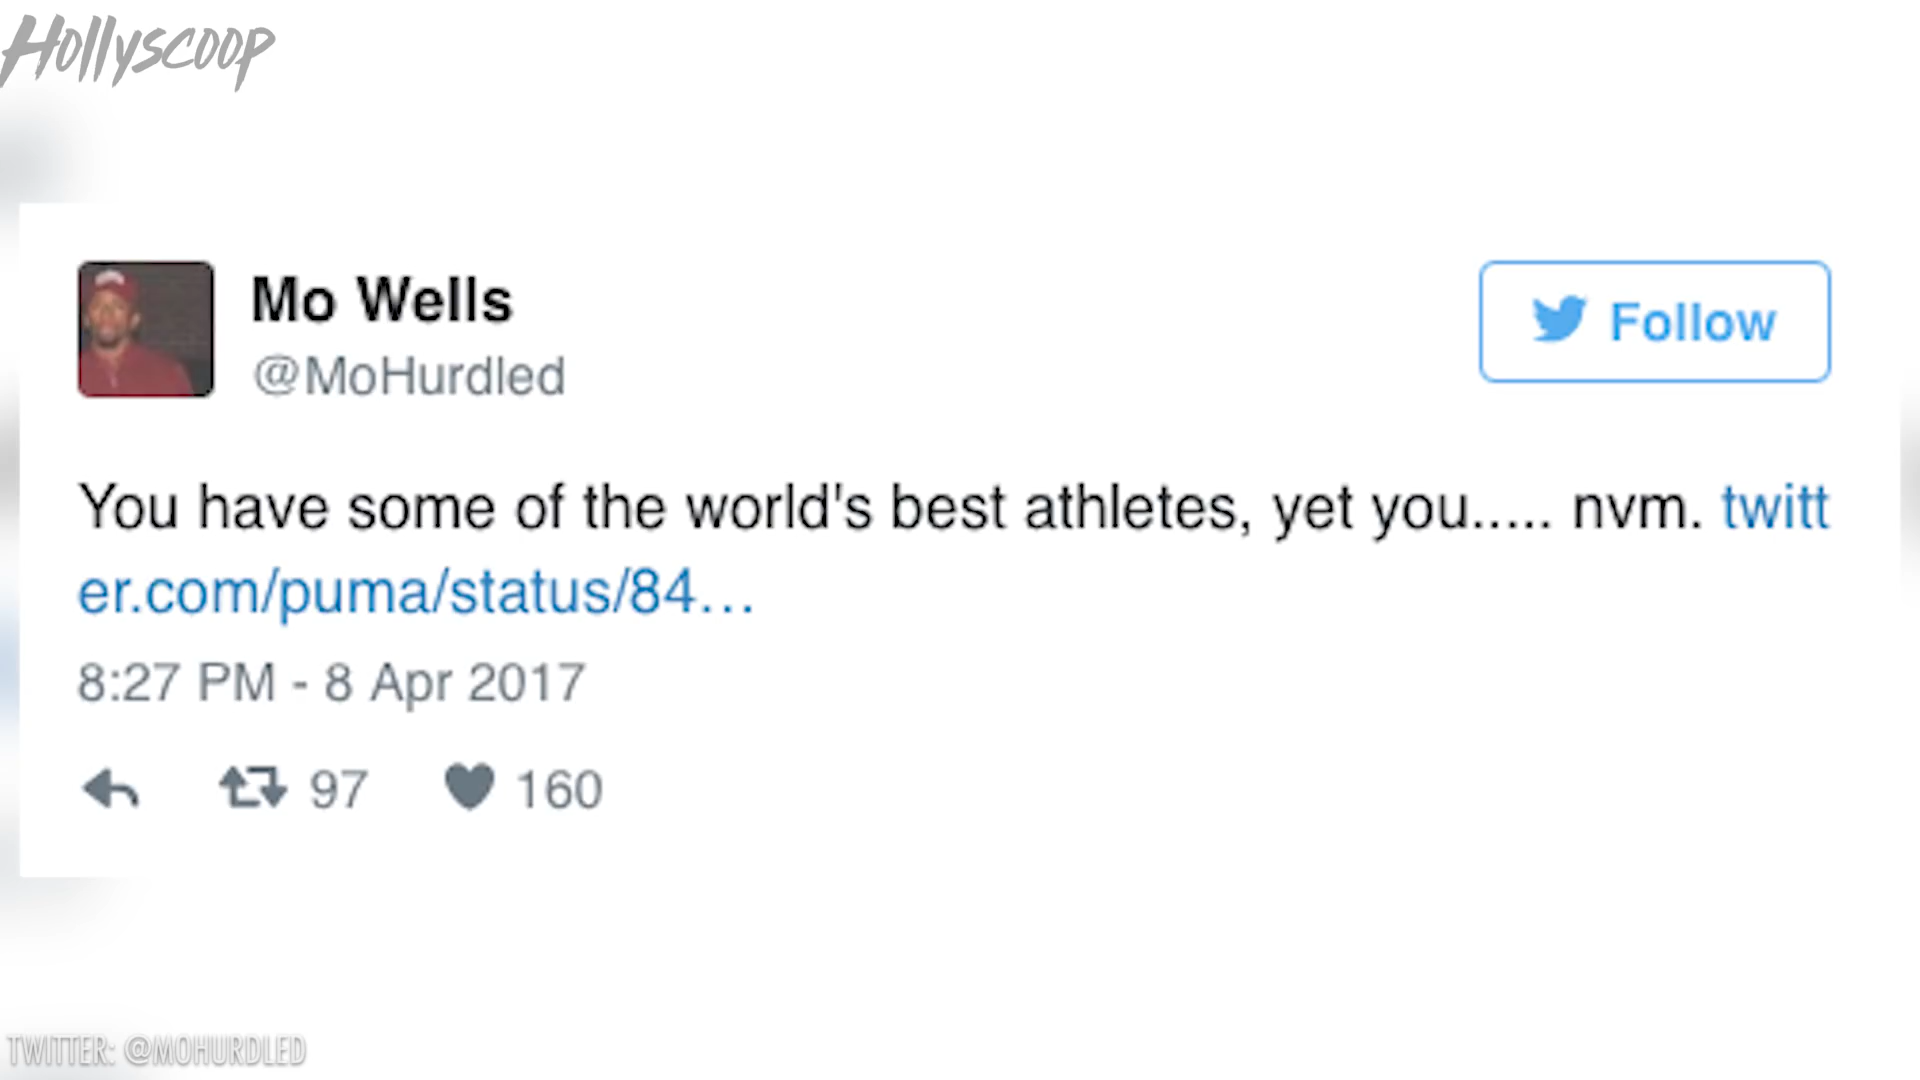 Hollyscoop
Mo Wells
@MoHurdled
Follow
You have some of the world's best athletes, yet you..... nvm. twitt
er.com/puma/status/84...
8:27 PM - 8 Apr 2017
97 160
TWITTER: @MOHURDLED